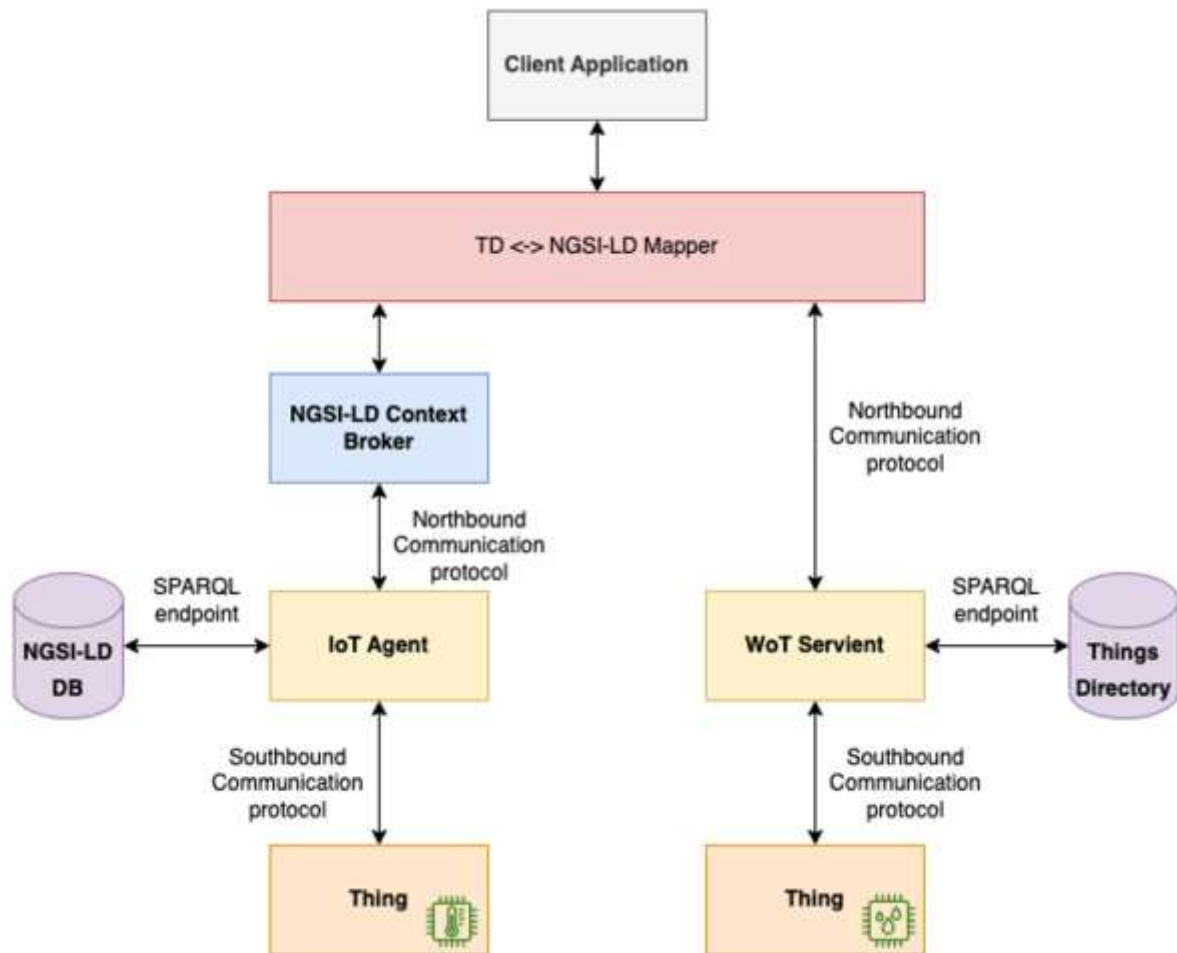 Client Application
TD <-> NGSI-LD Mapper
NGSI-LD Context
Broker
Northbound
Communication
protocol
Northbound
Communication
protocol
SPARQL
endpoint
NGSI-LD
DB
IoT Agent
WoT Servient
SPARQL
endpoint
Things
Directory
Southbound
Communication
protocol
Southbound
Communication
protocol
Thing
Thing